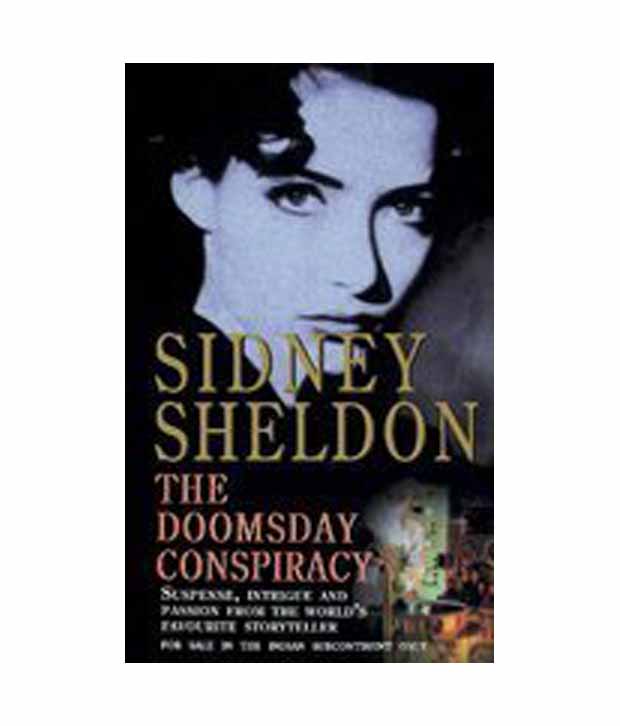 SIDNEY
SHELDON
THE
DOOMSDAY
CONSPIRACY
SUSPENSE, INTRIGUE AND
PASSION FROM THE WORLD'S
FAVOURITE STORYTELLER
FOR SALE IN THE INDIAN SUBCONTINENT ONLY